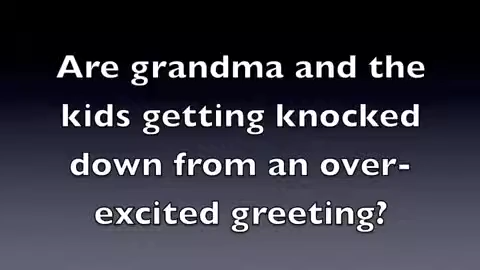 Are grandma and the
kids getting knocked
down from an over-
excited greeting?